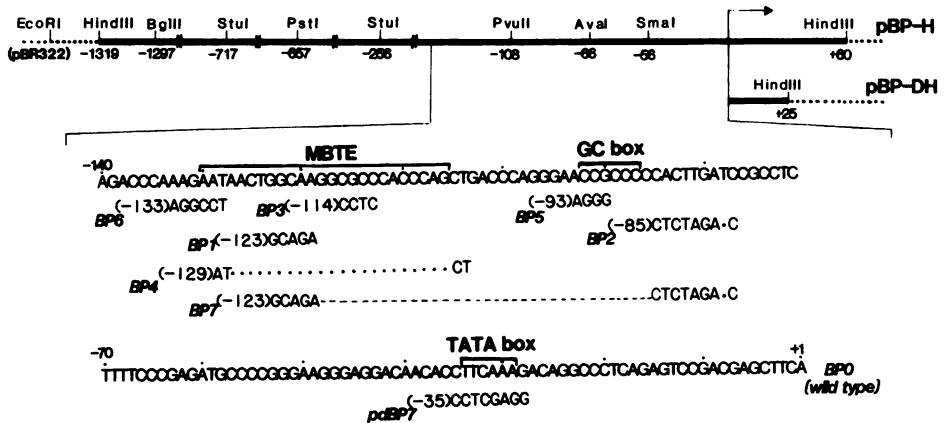 EcoRI HindIII BglII StuI PstI StuI PvuII AvaI SmaI HindIII
pBP-H
(pBR322) -1319 -1297 -717 -657 -256 -108 -66 -56 +60
HindIII
pBP-DH
+25
MBTE GC box
-140
AGACCCAAAGAATAACTGGCAAGGCGCCCACCCAGCTGACCCAGGGAACCGCCCCCACTTGATCCGCCTC
BP6 (-133)AGGCCT BP3 (-114)CCTC BP5 (-93)AGGG
BP1 (-123)GCAGA BP2 (-85)CTCTAGA·C
BP4 (-129)AT··················CT
BP7 (-123)GCAGA--------------------CTCTAGA·C
TATA box
-70 +1
TTTTCCCGAGATGCCCCCGGGAAGGGAGGACAACACCTTCAAAGACAGGCCCTCAGAGTCCGACGAGCTTCA BP0
(wild type)
pdBP7 (-35)CCTCGAGG